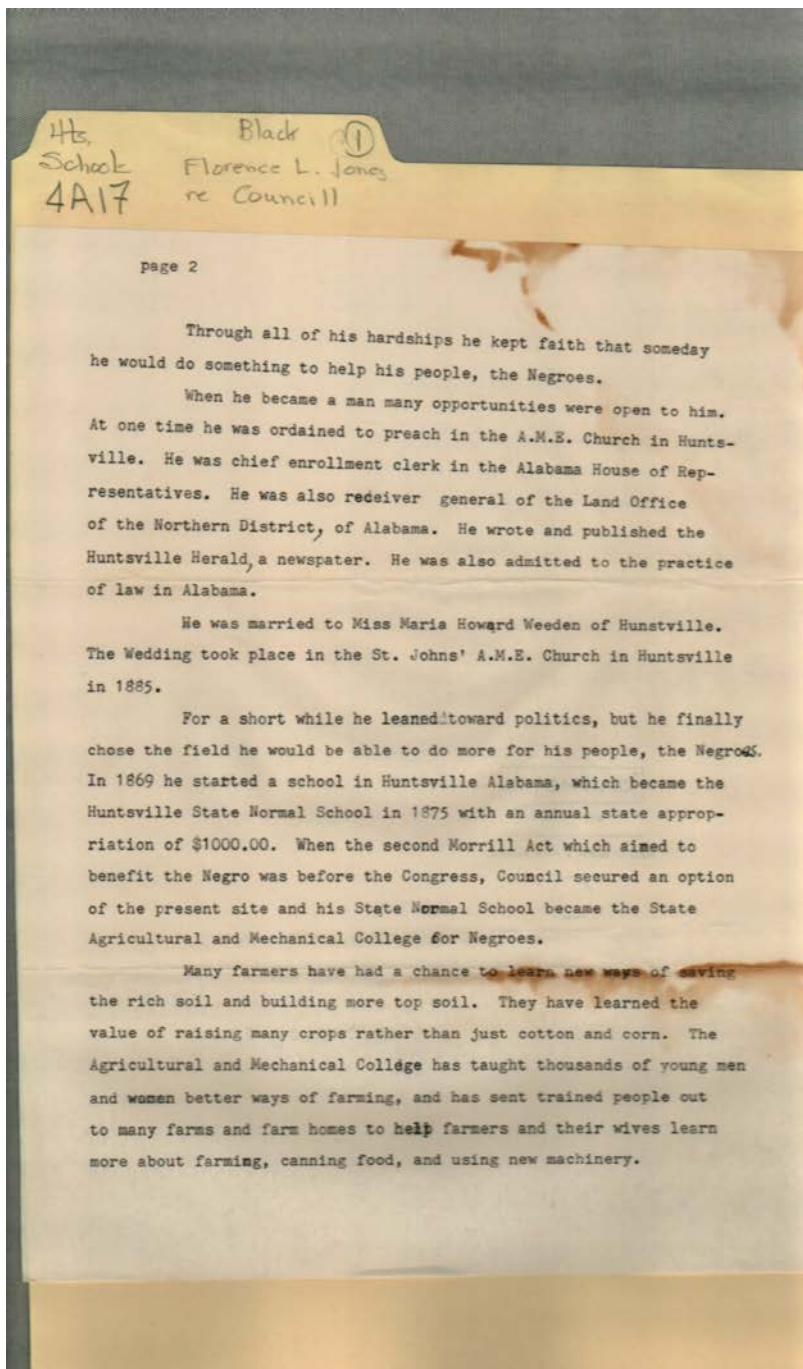 Hts.
School
4A17
Black 1
Florence L. Jones
re Councill
page 2
Through all of his hardships he kept faith that someday
he would do something to help his people, the Negroes.
When he became a man many opportunities were open to him.
At one time he was ordained to preach in the A.M.E. Church in Hunts-
ville. He was chief enrollment clerk in the Alabama House of Rep-
resentatives. He was also redeiver general of the Land Office
of the Northern District, of Alabama. He wrote and published the
Huntsville Herald, a newspater. He was also admitted to the practice
of law in Alabama.
He was married to Miss Maria Howard Weeden of Hunstville.
The Wedding took place in the St. Johns' A.M.E. Church in Huntsville
in 1885.
For a short while he leaned toward politics, but he finally
chose the field he would be able to do more for his people, the Negroes.
In 1869 he started a school in Huntsville Alabama, which became the
Huntsville State Normal School in 1875 with an annual state approp-
riation of $1000.00. When the second Morrill Act which aimed to
benefit the Negro was before the Congress, Council secured an option
of the present site and his State Normal School became the State
Agricultural and Mechanical College for Negroes.
Many farmers have had a chance to learn new ways of saving
the rich soil and building more top soil. They have learned the
value of raising many crops rather than just cotton and corn. The
Agricultural and Mechanical College has taught thousands of young men
and women better ways of farming, and has sent trained people out
to many farms and farm homes to help farmers and their wives learn
more about farming, canning food, and using new machinery.